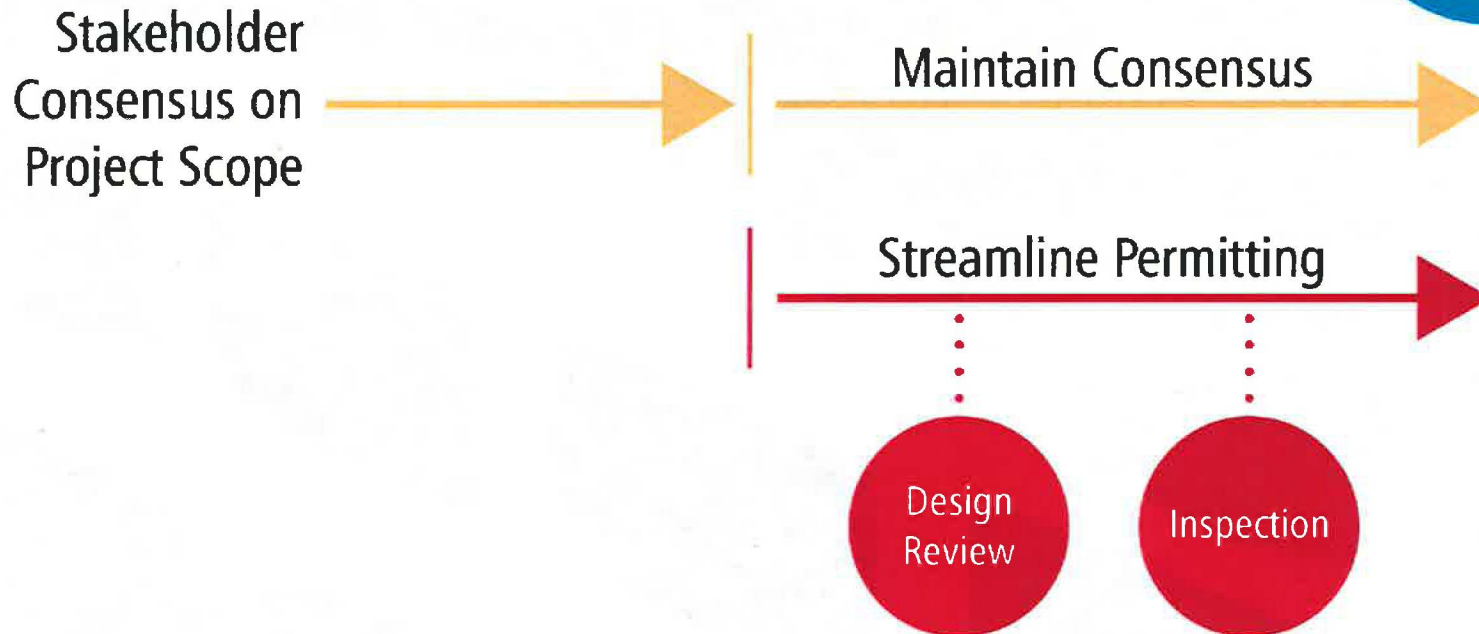 Stakeholder
Consensus on
Project Scope
Maintain Consensus
Streamline Permitting
Design
Review
Inspection